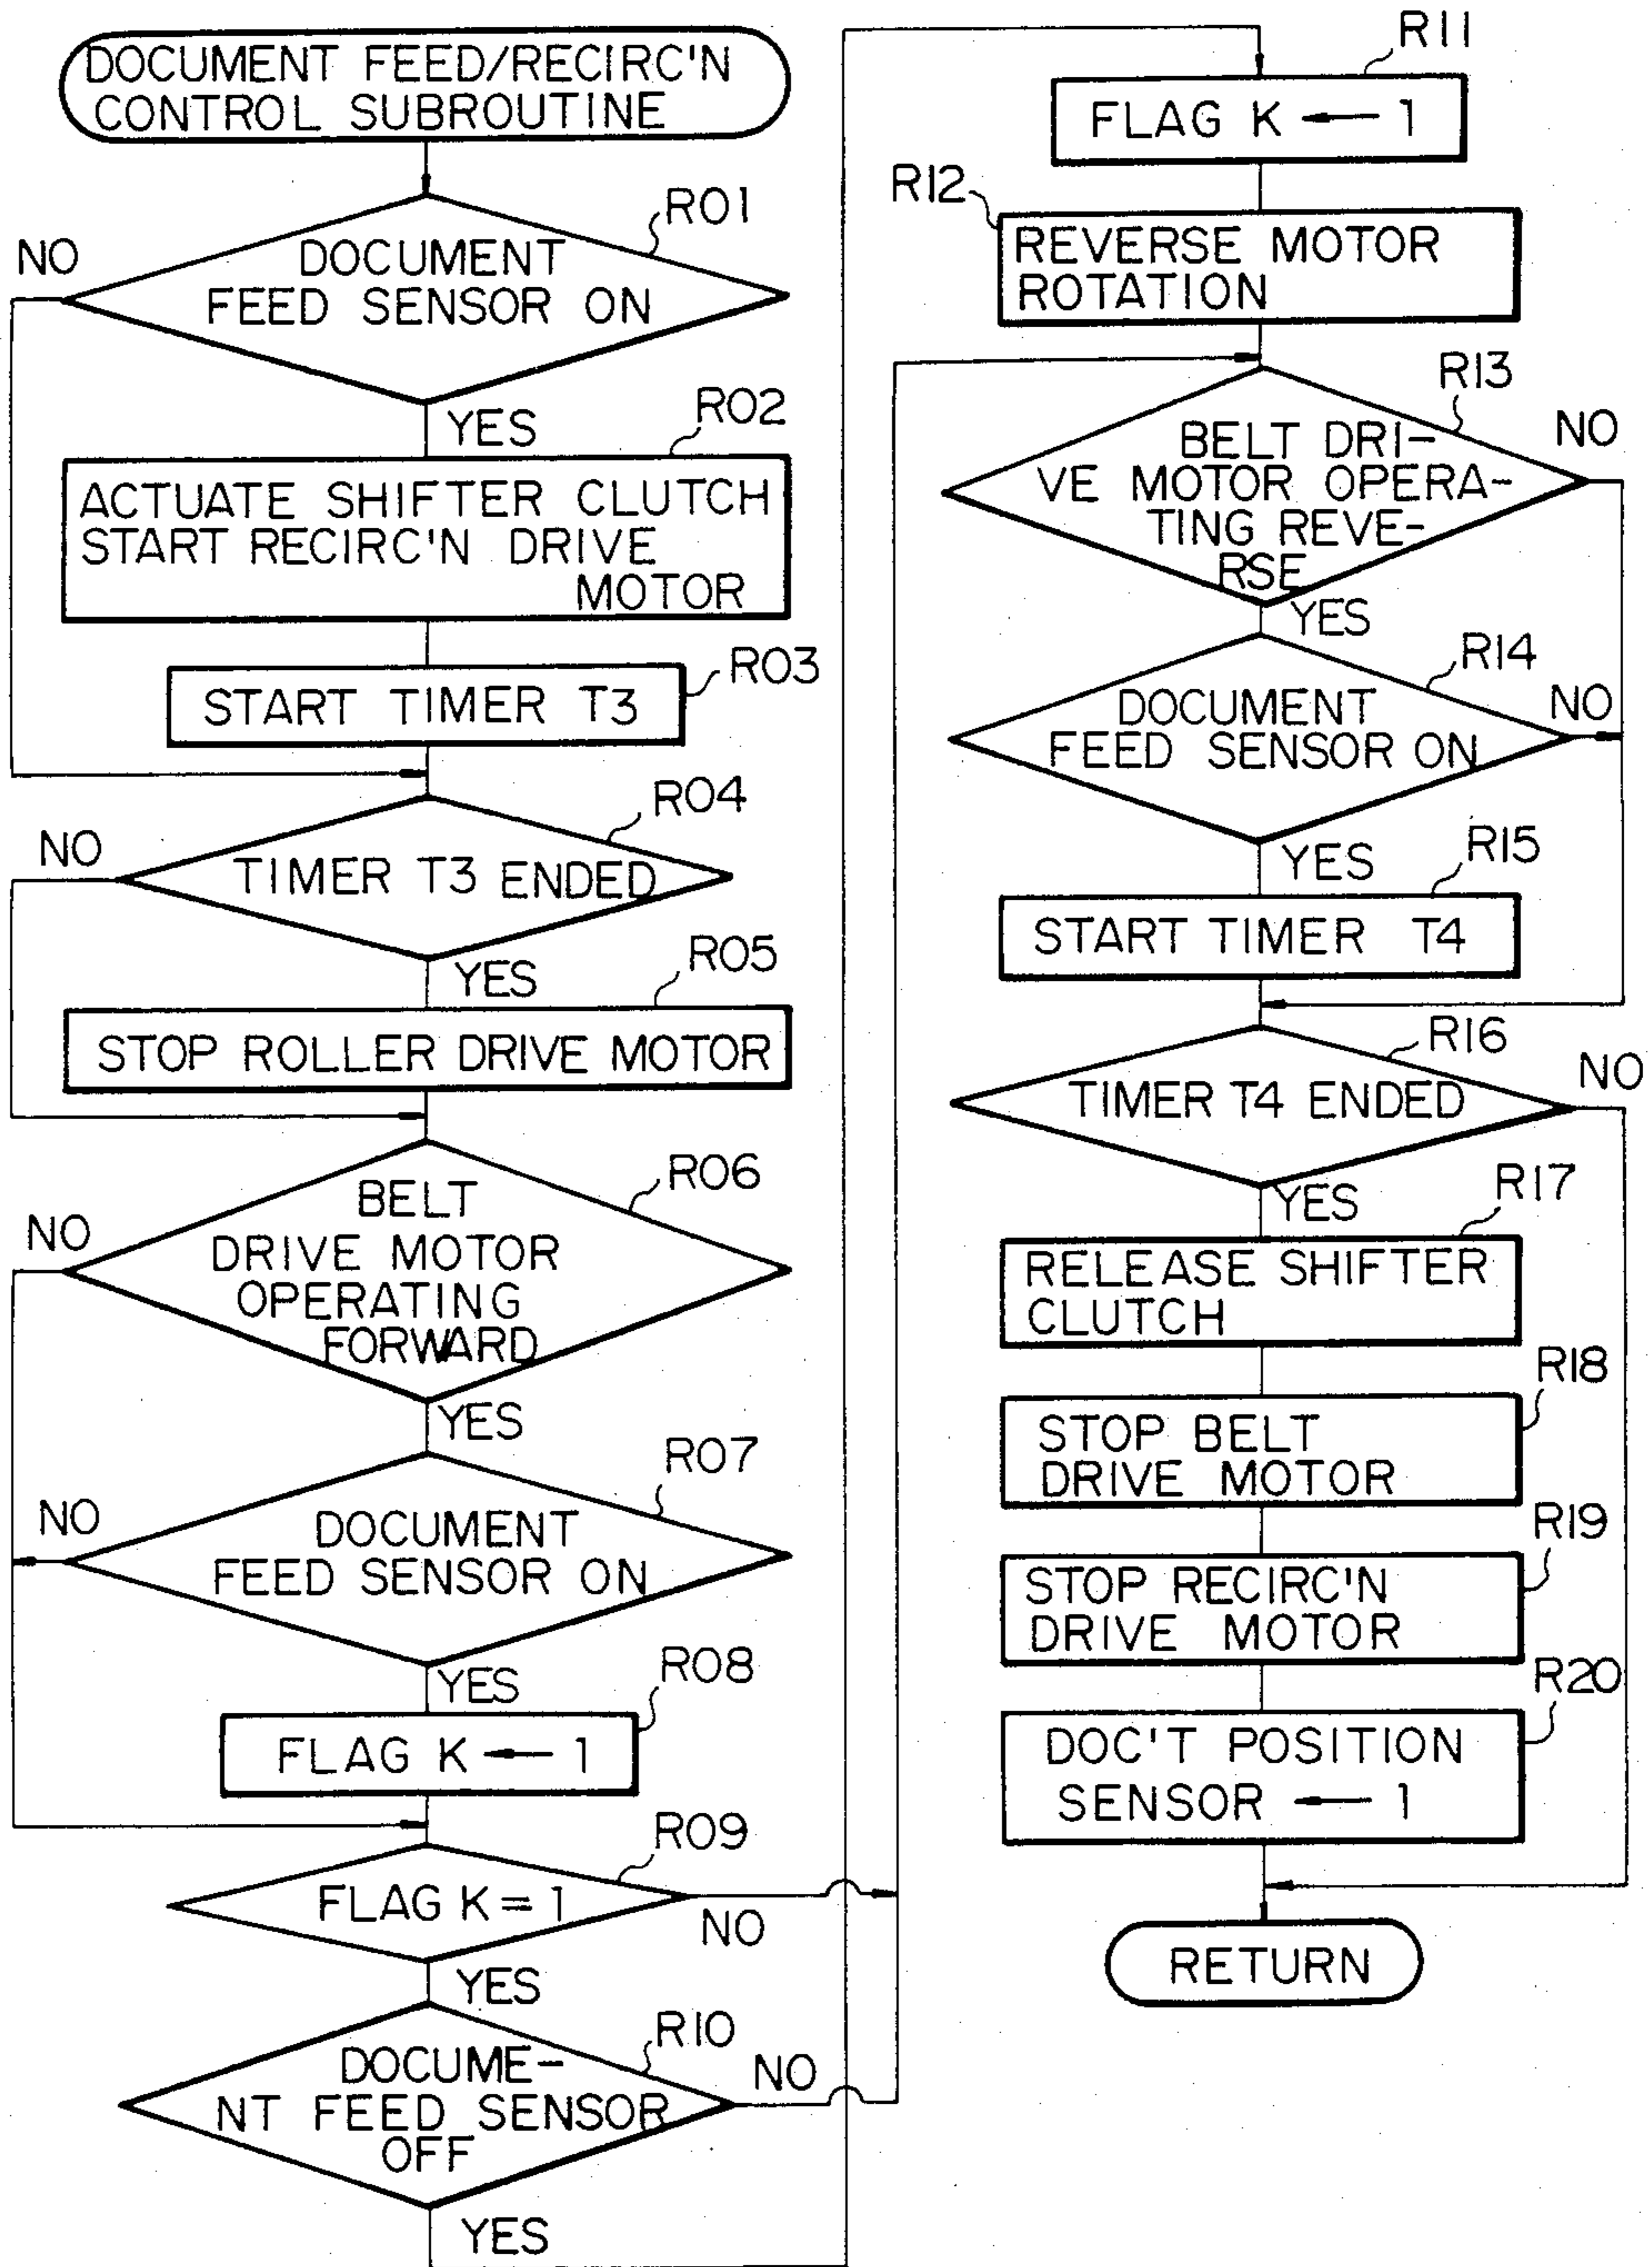 DOCUMENT FEED/RECIRC'N
CONTROL SUBROUTINE
R01
NO
DOCUMENT
FEED SENSOR ON
YES
R02
ACTUATE SHIFTER CLUTCH
START RECIRC'N DRIVE
MOTOR
R03
START TIMER T3
R04
NO
TIMER T3 ENDED
YES
R05
STOP ROLLER DRIVE MOTOR
R06
NO
BELT
DRIVE MOTOR
OPERATING
FORWARD
YES
R07
NO
DOCUMENT
FEED SENSOR ON
YES
R08
FLAG K ← 1
R09
FLAG K = 1
NO
YES
R10
DOCUME-
NT FEED SENSOR
OFF
NO
YES
R11
FLAG K ← 1
R12
REVERSE MOTOR
ROTATION
R13
NO
BELT DRI-
VE MOTOR OPERA-
TING REVE-
RSE
YES
R14
NO
DOCUMENT
FEED SENSOR ON
YES
R15
START TIMER T4
R16
NO
TIMER T4 ENDED
YES
R17
RELEASE SHIFTER
CLUTCH
R18
STOP BELT
DRIVE MOTOR
R19
STOP RECIRC'N
DRIVE MOTOR
R20
DOC'T POSITION
SENSOR ← 1
RETURN